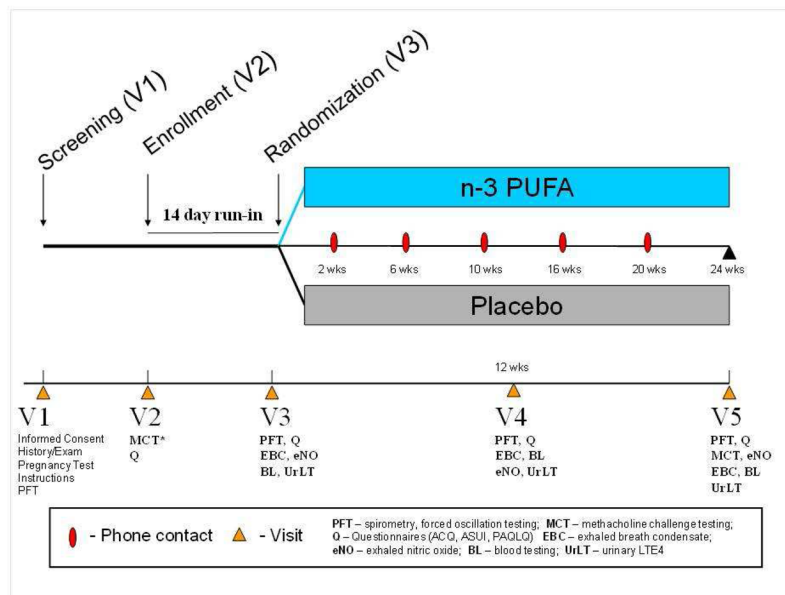 Screening (V1)
Enrollment (V2)
Randomization (V3)
n-3 PUFA
14 day run-in
2 wks 6 wks 10 wks 16 wks 20 wks 24 wks
Placebo
12 wks
V1 V2 V3 V4 V5
Informed Consent
History/Exam
Pregnancy Test
Instructions
PFT
MCT*
Q
PFT, Q
EBC, eNO
BL, UrLT
PFT, Q
EBC, BL
eNO, UrLT
PFT, Q
MCT, eNO
EBC, BL
UrLT
- Phone contact - Visit
PFT – spirometry, forced oscillation testing; MCT – methacholine challenge testing;
Q – Questionnaires (ACQ, ASUI, PAQLQ) EBC – exhaled breath condensate;
eNO – exhaled nitric oxide; BL – blood testing; UrLT – urinary LTE4